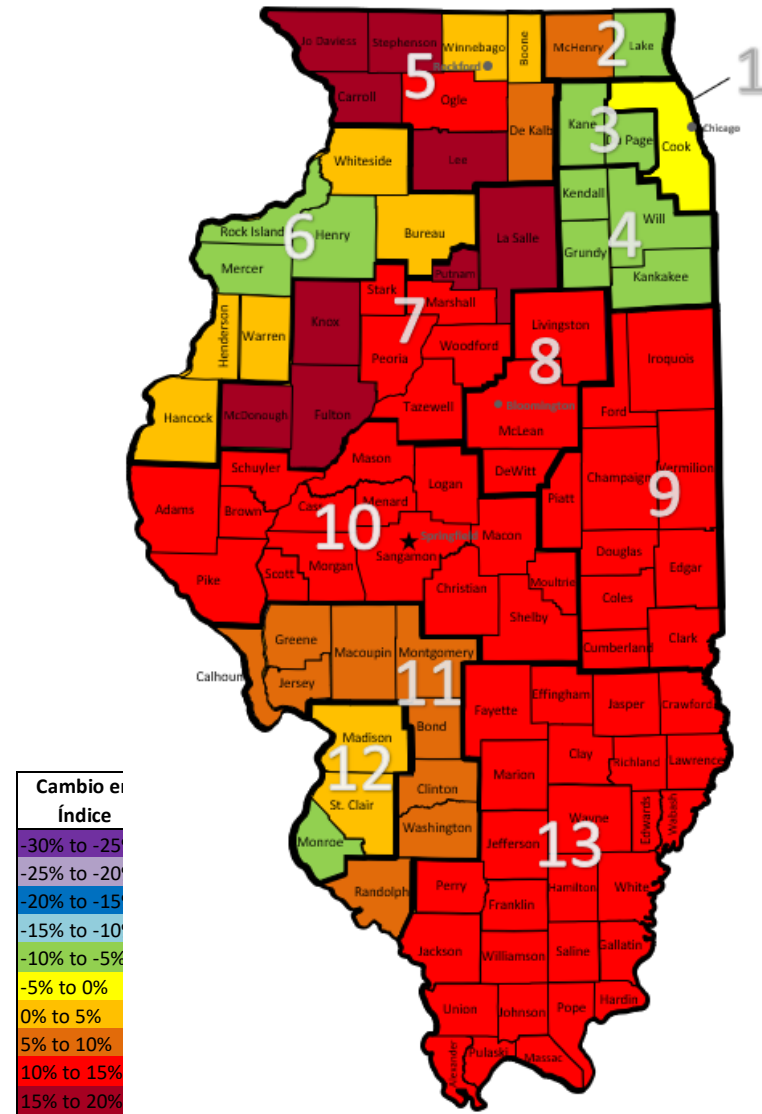 Jo Daviess
Stephenson
Winnebago
Boone
McHenry
2
Lake
1
5
Rockford
Carroll
Ogle
De Kalb
Kane
3
Du Page
Chicago
Cook
Whiteside
Lee
Kendall
Rock Island
6
Henry
Bureau
La Salle
Will
4
Grundy
Mercer
Putnam
Kankakee
Stark
Marshall
7
Henderson
Warren
Knox
Woodford
Livingston
8
Iroquois
Peoria
Hancock
McDonough
Fulton
Tazewell
Bloomington
McLean
Ford
Mason
Schuyler
Logan
DeWitt
Champaign
Vermilion
9
Adams
Brown
Cass
Menard
Piatt
10
Springfield
Sangamon
Macon
Pike
Scott
Morgan
Christian
Moultrie
Douglas
Edgar
Coles
Shelby
Greene
Macoupin
Montgomery
Cumberland
Clark
Calhoun
Jersey
11
Fayette
Effingham
Jasper
Crawford
Bond
Madison
12
Marion
Clay
Richland
Lawrence
St. Clair
Clinton
Washington
Wayne
Edwards
Wabash
Monroe
Jefferson
13
Randolph
Perry
Franklin
Hamilton
White
Jackson
Williamson
Saline
Gallatin
Union
Johnson
Pope
Hardin
Alexander
Pulaski
Massac
Cambio en
Índice
-30% to -25%
-25% to -20%
-20% to -15%
-15% to -10%
-10% to -5%
-5% to 0%
0% to 5%
5% to 10%
10% to 15%
15% to 20%